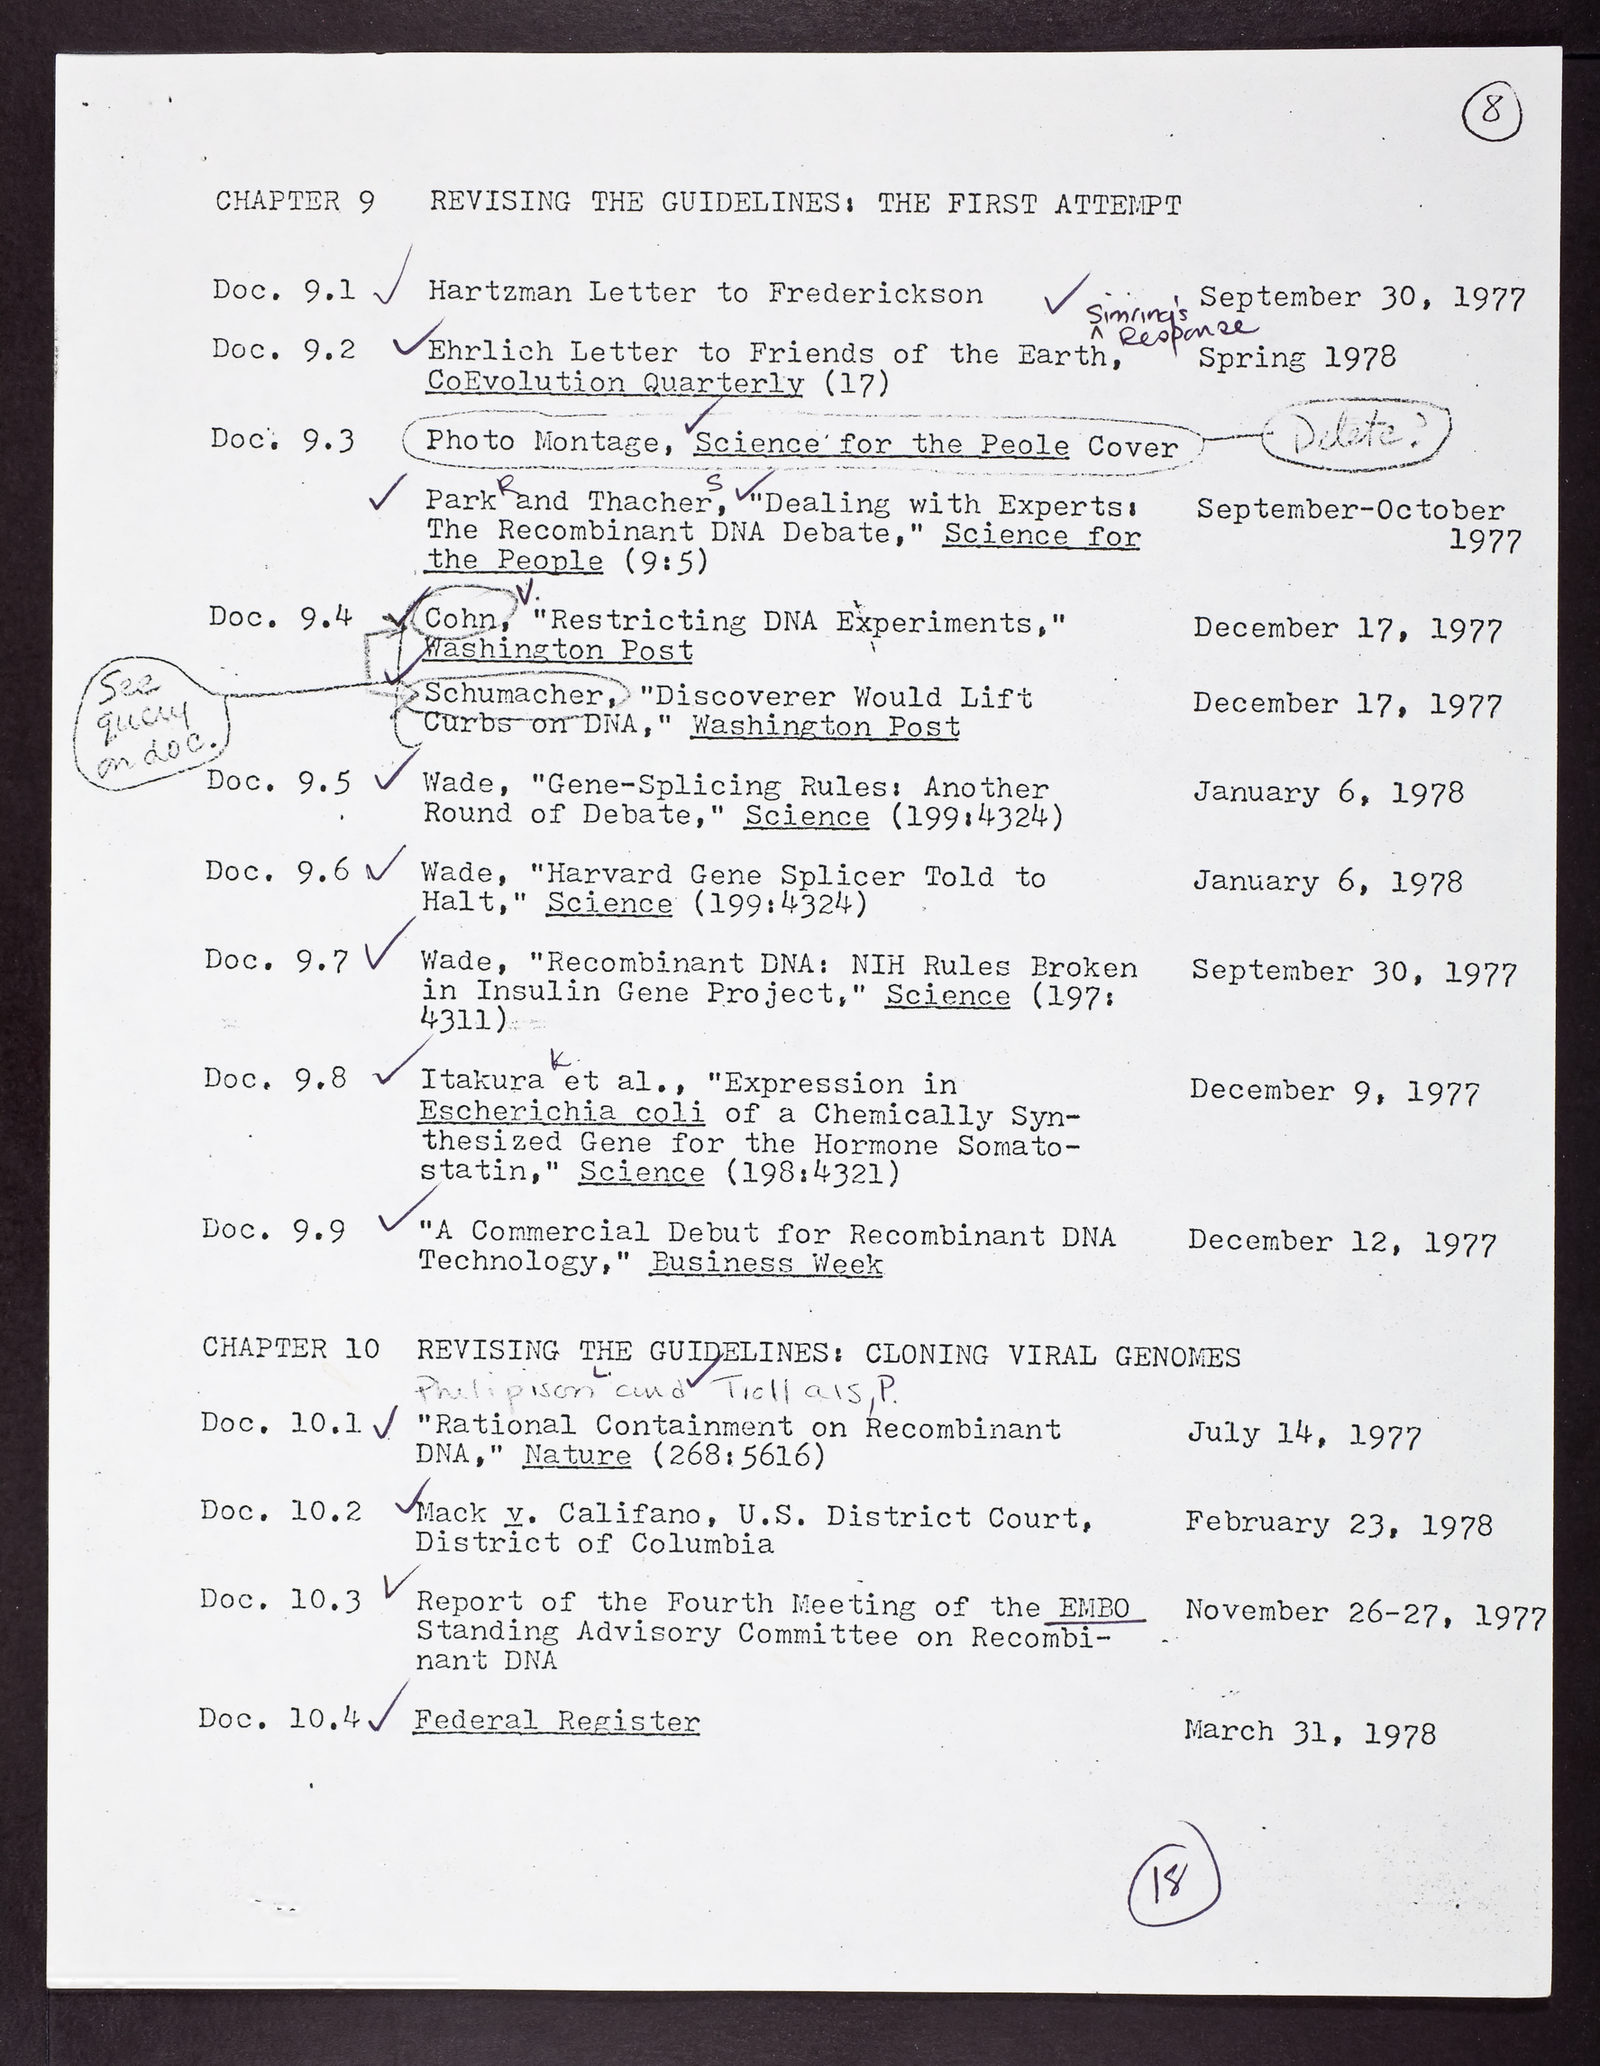 8
CHAPTER 9 REVISING THE GUIDELINES: THE FIRST ATTEMPT
Doc. 9.1 ✓ Hartzman Letter to Frederickson ✓ September 30, 1977
Simring's
^ Response
Doc. 9.2 ✓ Ehrlich Letter to Friends of the Earth, Spring 1978
CoEvolution Quarterly (17)
Doc. 9.3 Photo Montage, Science for the Peole Cover Delete?
R S
✓ Park and Thacher, "Dealing with Experts: September-October
The Recombinant DNA Debate," Science for 1977
the People (9:5)
V.
Doc. 9.4 ✓ Cohn, "Restricting DNA Experiments," December 17, 1977
Washington Post
See
query
on doc.
Schumacher, "Discoverer Would Lift December 17, 1977
Curbs on DNA," Washington Post
Doc. 9.5 ✓ Wade, "Gene-Splicing Rules: Another January 6, 1978
Round of Debate," Science (199:4324)
Doc. 9.6 ✓ Wade, "Harvard Gene Splicer Told to January 6, 1978
Halt," Science (199:4324)
Doc. 9.7 ✓ Wade, "Recombinant DNA: NIH Rules Broken September 30, 1977
in Insulin Gene Project," Science (197:
4311)
K.
Doc. 9.8 ✓ Itakura et al., "Expression in December 9, 1977
Escherichia coli of a Chemically Syn-
thesized Gene for the Hormone Somato-
statin," Science (198:4321)
Doc. 9.9 ✓ "A Commercial Debut for Recombinant DNA December 12, 1977
Technology," Business Week
CHAPTER 10 REVISING THE GUIDELINES: CLONING VIRAL GENOMES
L
and Tiollais, P.
Doc. 10.1 ✓ "Rational Containment on Recombinant July 14, 1977
DNA," Nature (268:5616)
Doc. 10.2 ✓ Mack v. Califano, U.S. District Court, February 23, 1978
District of Columbia
Doc. 10.3 ✓ Report of the Fourth Meeting of the EMBO November 26-27, 1977
Standing Advisory Committee on Recombi-
nant DNA
Doc. 10.4 ✓ Federal Register March 31, 1978
18